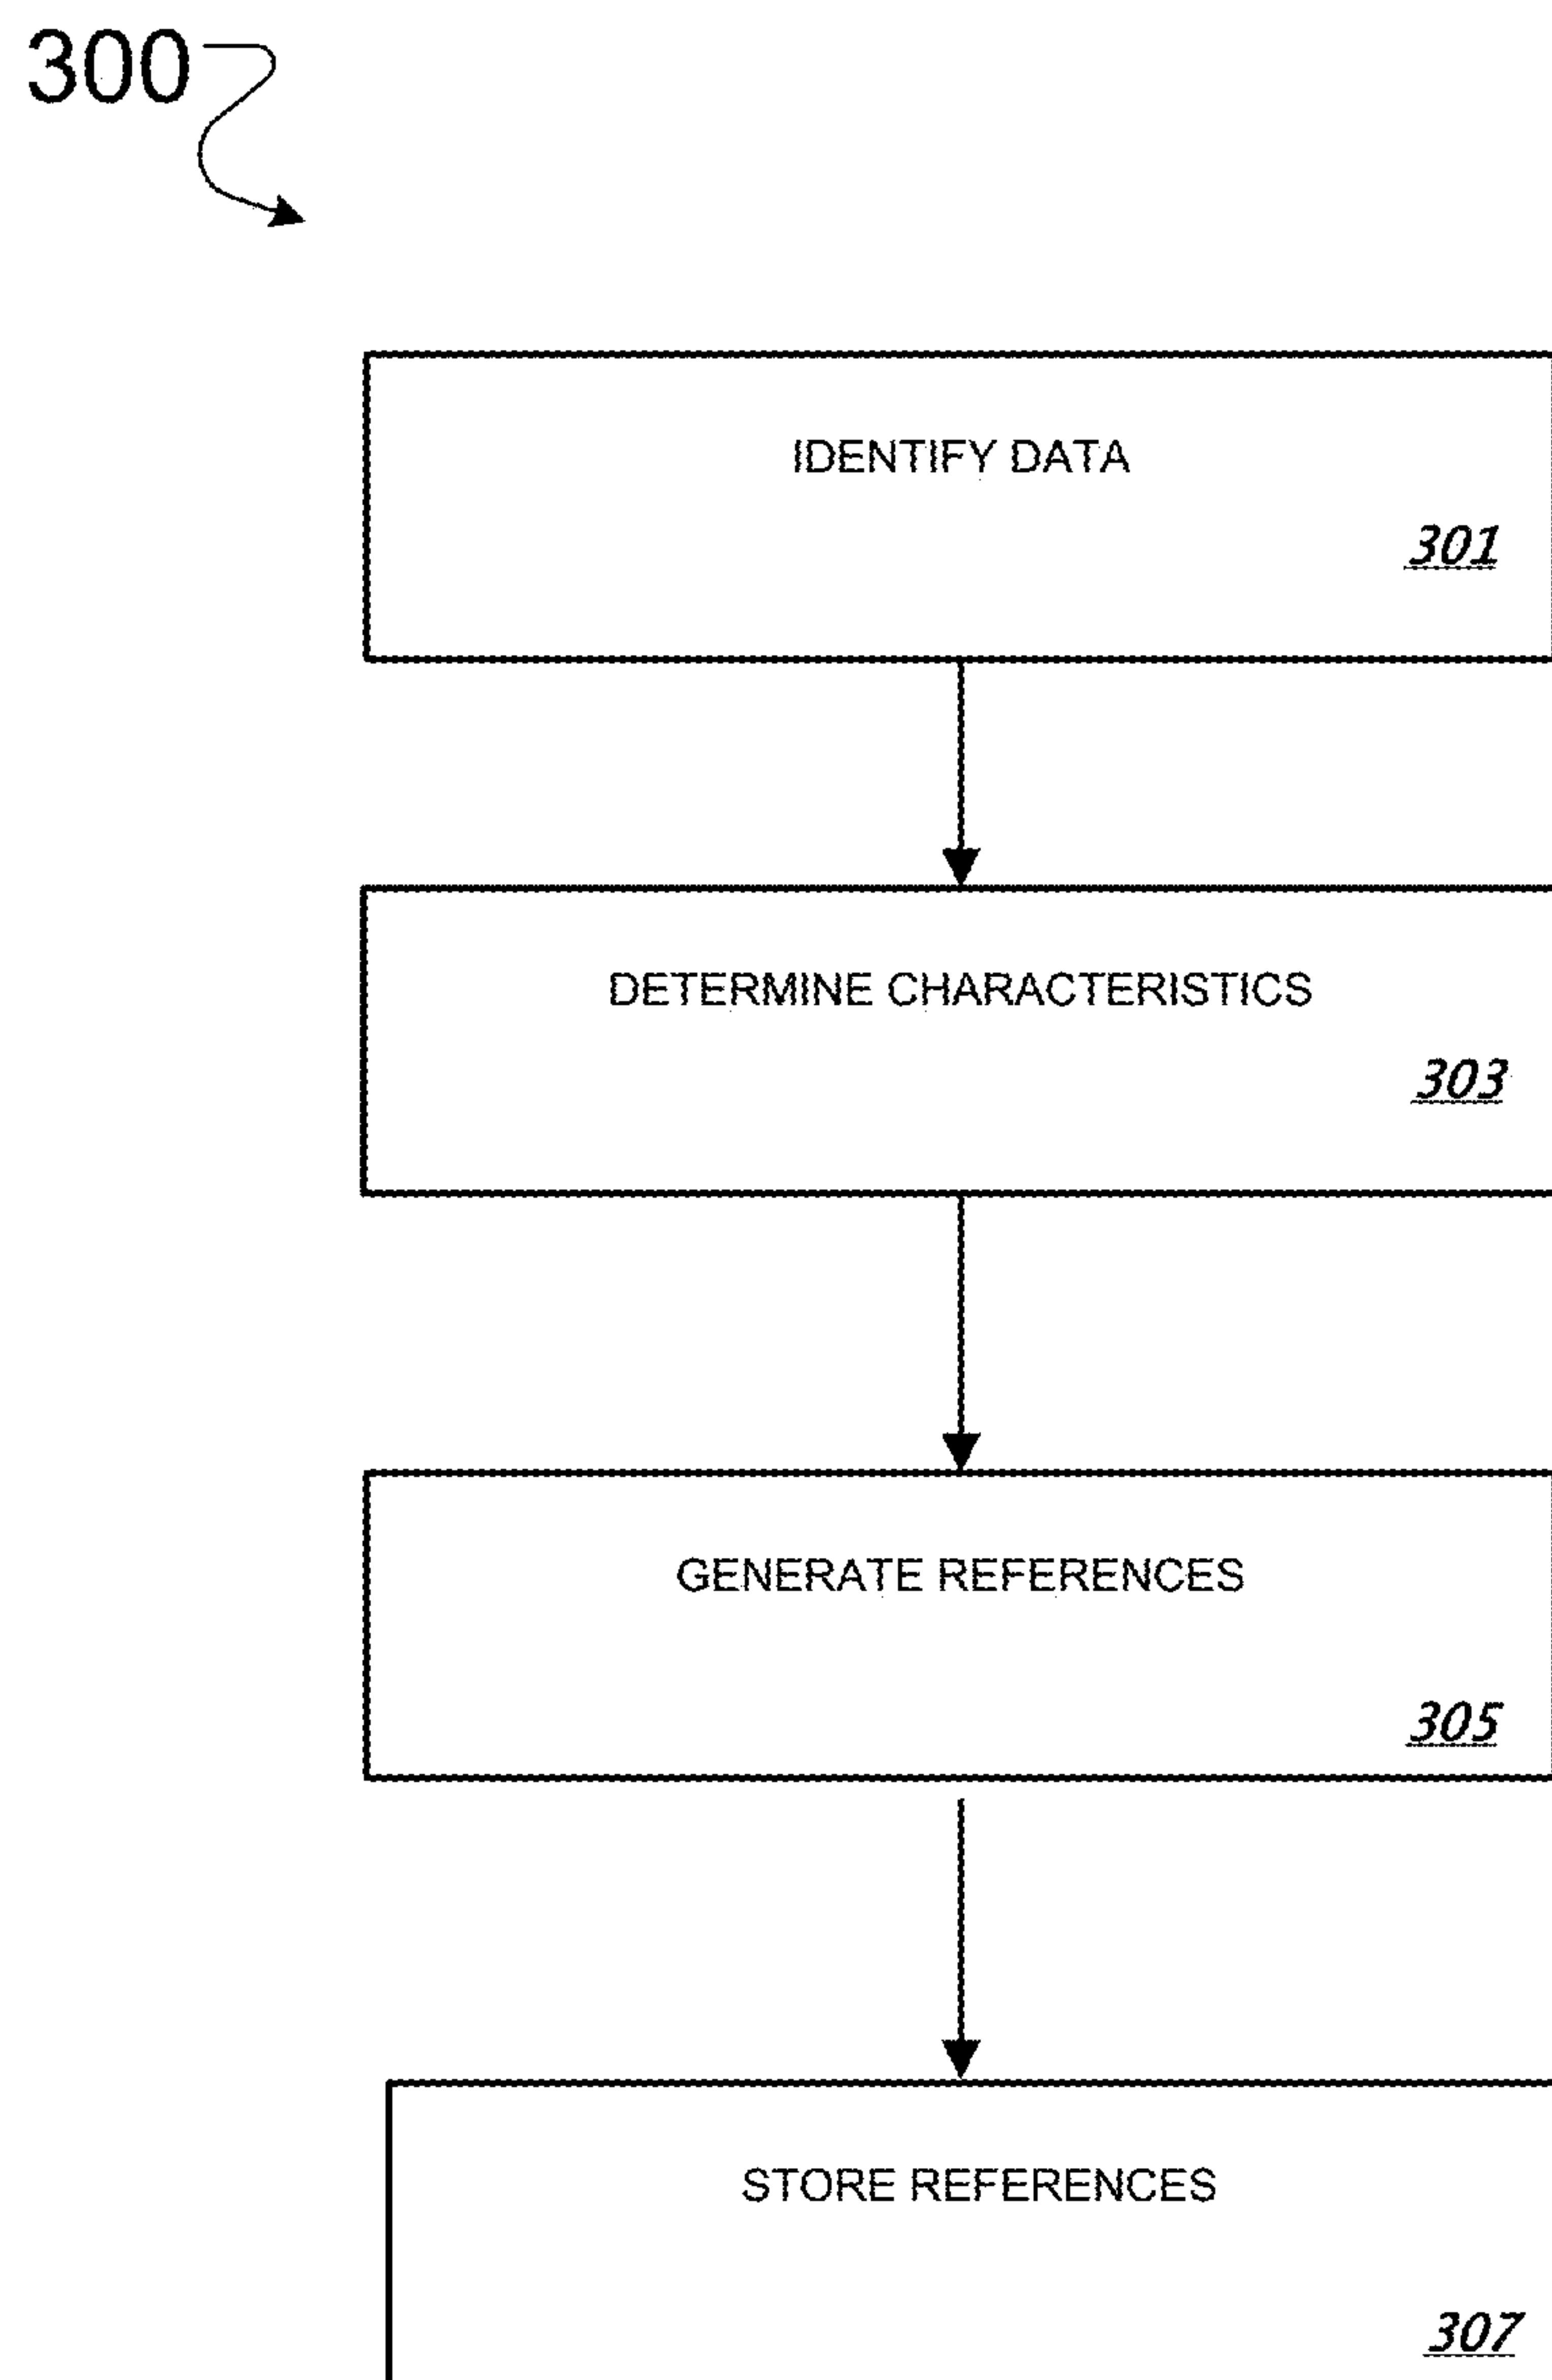 300
IDENTIFY DATA
301
DETERMINE CHARACTERISTICS
303
GENERATE REFERENCES
305
STORE REFERENCES
307